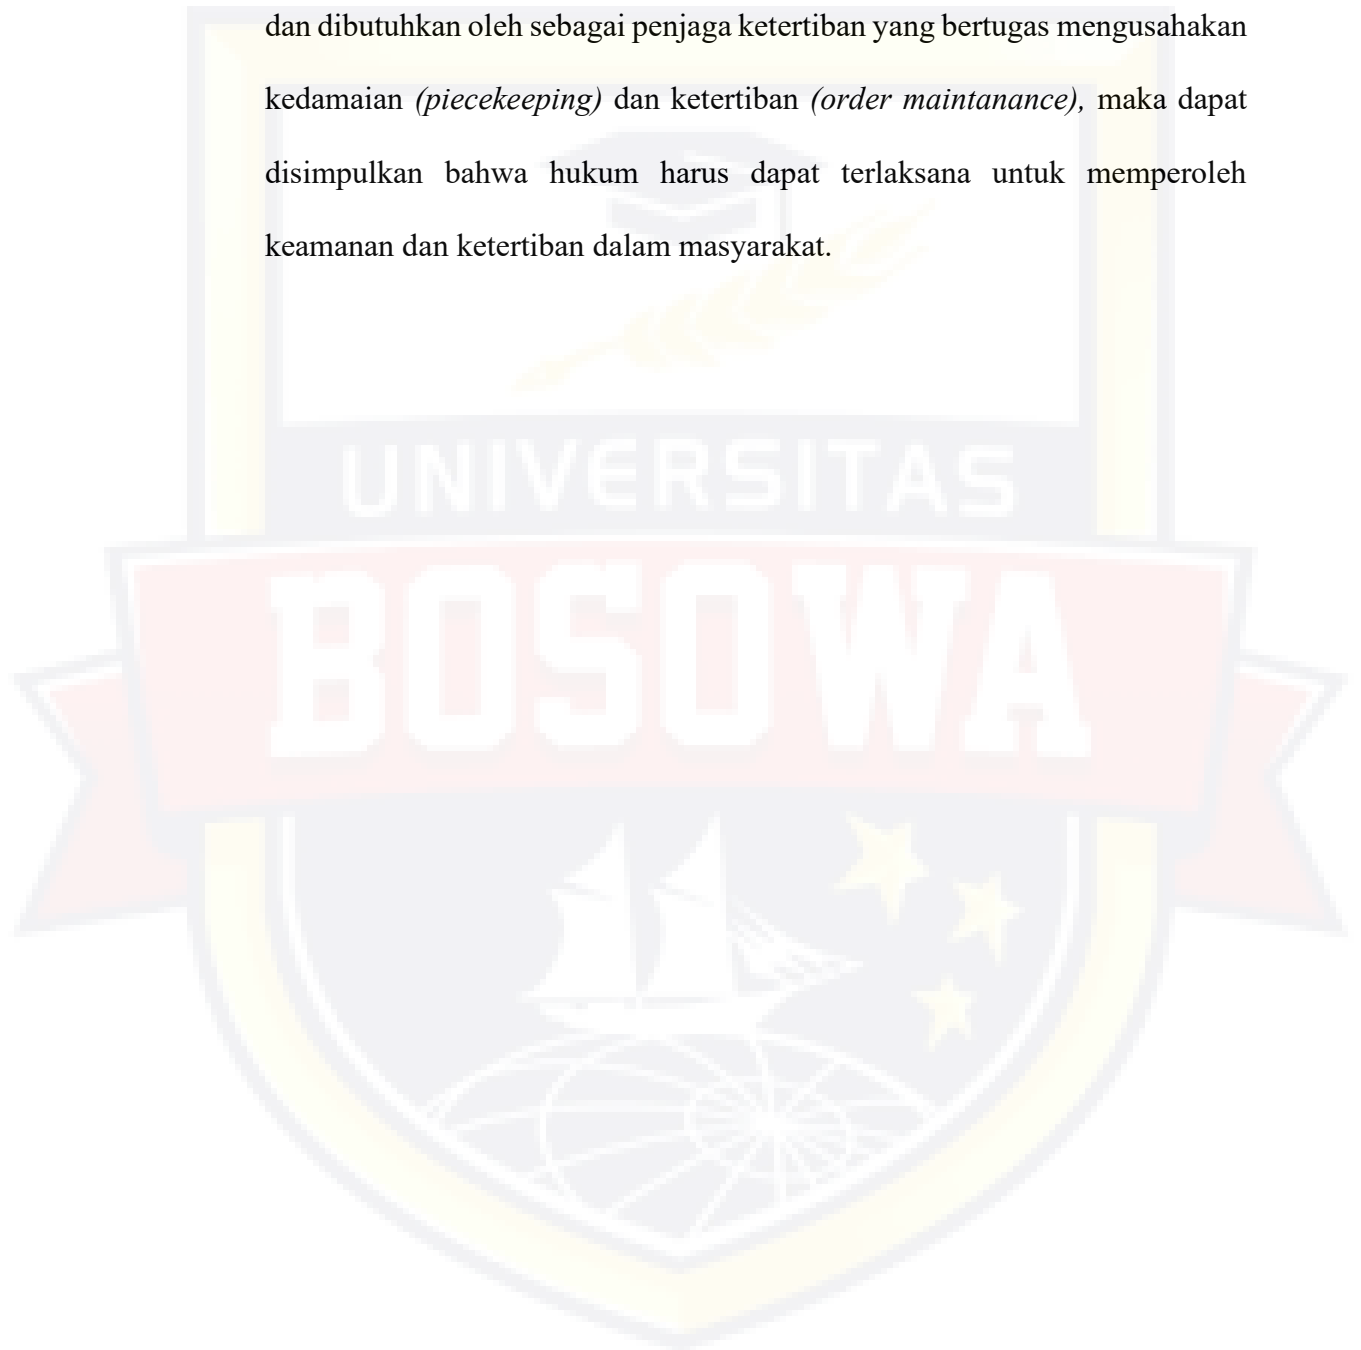 dan dibutuhkan oleh sebagai penjaga ketertiban yang bertugas mengusahakan
kedamaian (piecekeeping) dan ketertiban (order maintanance), maka dapat
disimpulkan bahwa hukum harus dapat terlaksana untuk memperoleh
keamanan dan ketertiban dalam masyarakat.
UNIVERSITAS
BOSOWA